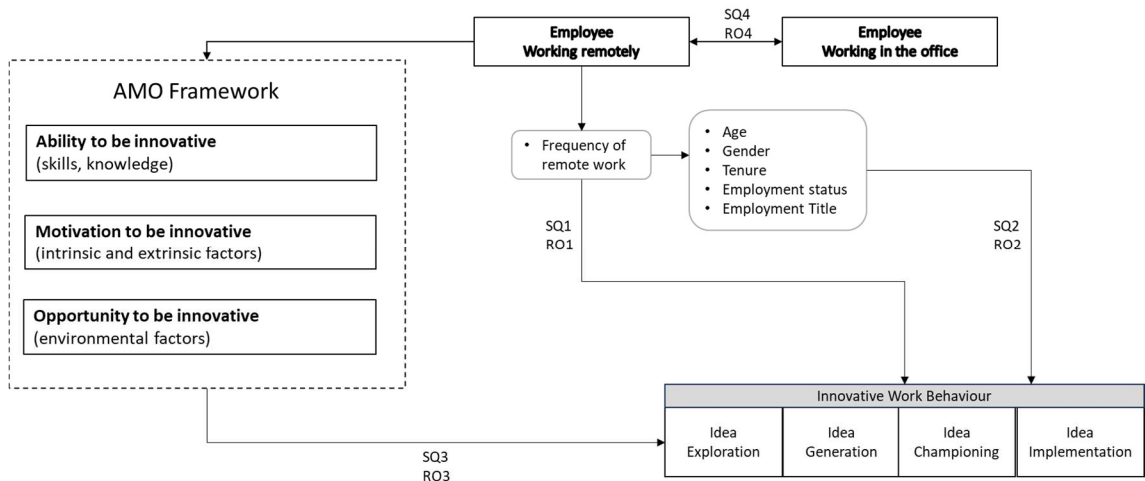 SQ4
RO4
Employee
Working remotely
Employee
Working in the office
AMO Framework
Ability to be innovative
(skills, knowledge)
Motivation to be innovative
(intrinsic and extrinsic factors)
Opportunity to be innovative
(environmental factors)
• Frequency of
remote work
• Age
• Gender
• Tenure
• Employment status
• Employment Title
SQ1
RO1
SQ2
RO2
SQ3
RO3
Innovative Work Behaviour
Idea
Exploration
Idea
Generation
Idea
Championing
Idea
Implementation